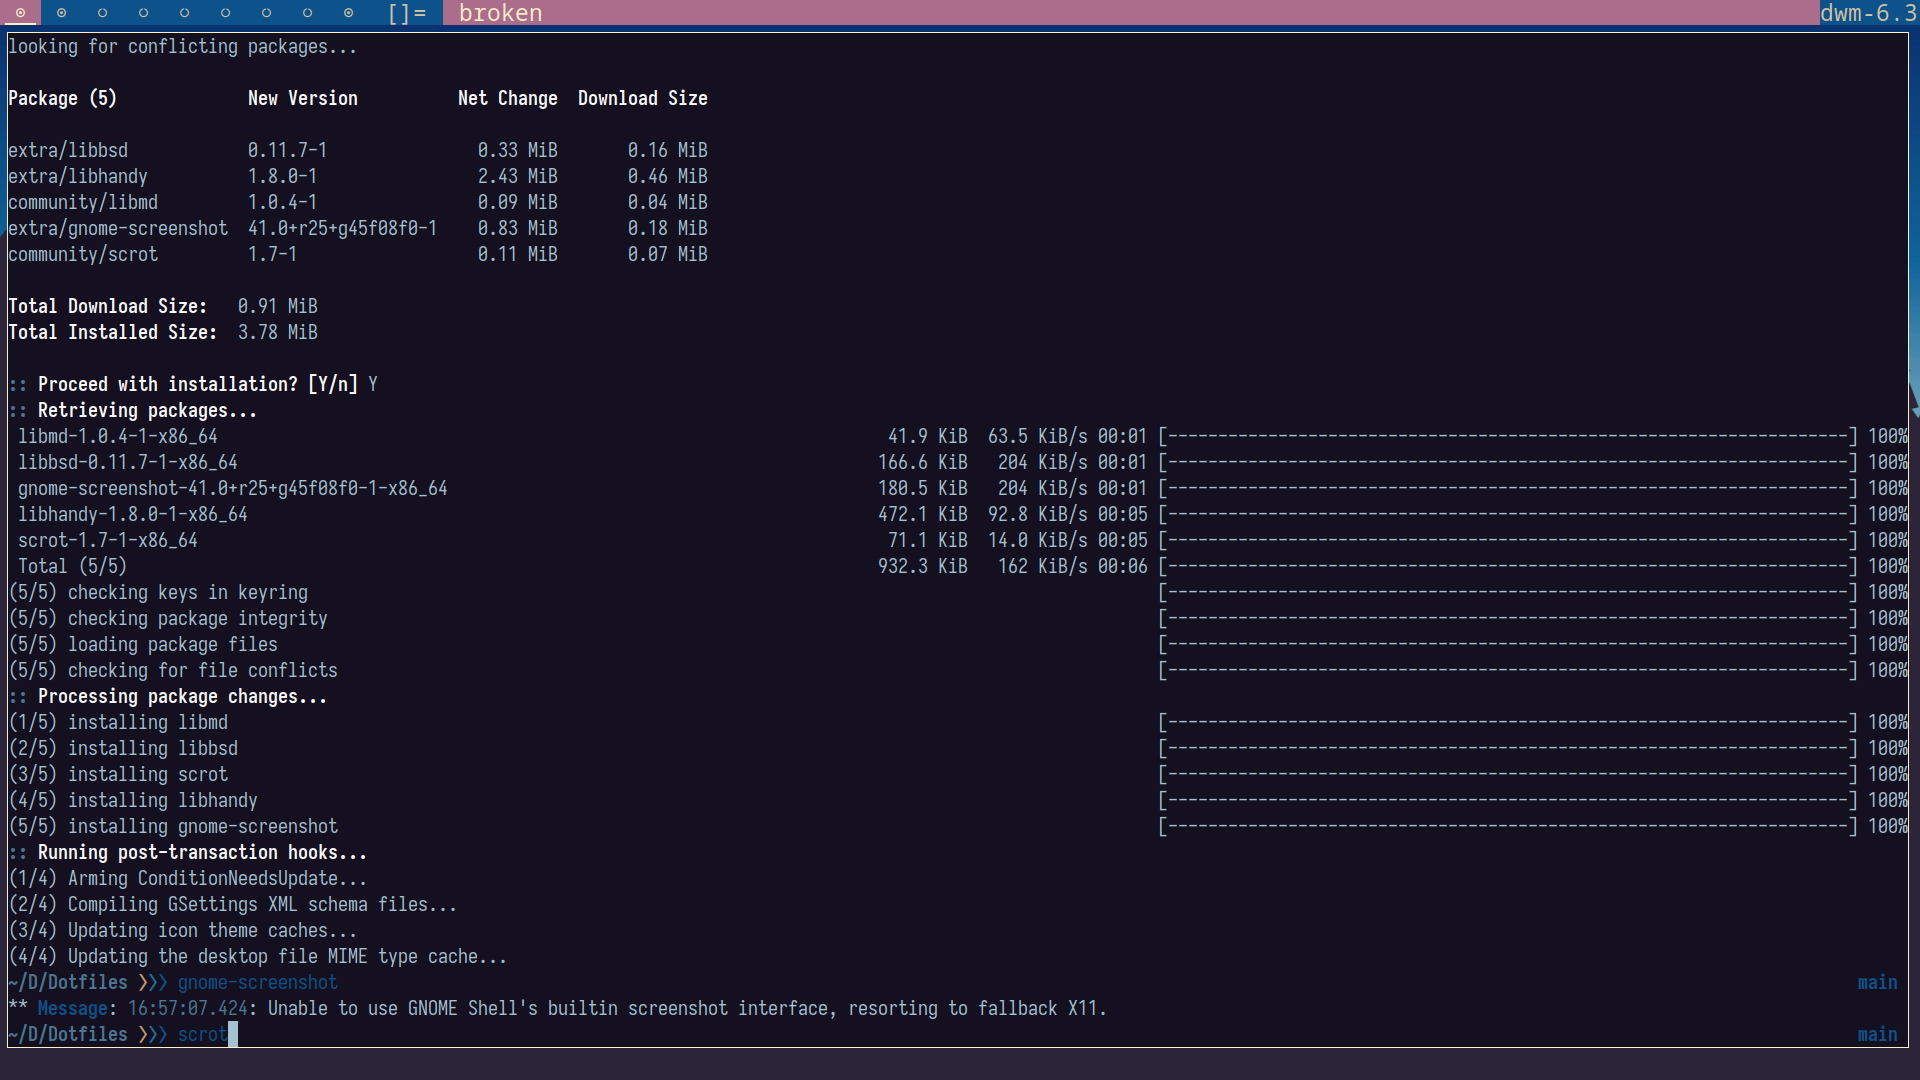 []= broken dwm-6.3
looking for conflicting packages...
Package (5) New Version Net Change Download Size
extra/libbsd 0.11.7-1 0.33 MiB 0.16 MiB
extra/libhandy 1.8.0-1 2.43 MiB 0.46 MiB
community/libmd 1.0.4-1 0.09 MiB 0.04 MiB
extra/gnome-screenshot 41.0+r25+g45f08f0-1 0.83 MiB 0.18 MiB
community/scrot 1.7-1 0.11 MiB 0.07 MiB
Total Download Size: 0.91 MiB
Total Installed Size: 3.78 MiB
:: Proceed with installation? [Y/n] Y
:: Retrieving packages...
libmd-1.0.4-1-x86_64 41.9 KiB 63.5 KiB/s 00:01 [--------------------------------------------------------------------] 100%
libbsd-0.11.7-1-x86_64 166.6 KiB 204 KiB/s 00:01 [--------------------------------------------------------------------] 100%
gnome-screenshot-41.0+r25+g45f08f0-1-x86_64 180.5 KiB 204 KiB/s 00:01 [--------------------------------------------------------------------] 100%
libhandy-1.8.0-1-x86_64 472.1 KiB 92.8 KiB/s 00:05 [--------------------------------------------------------------------] 100%
scrot-1.7-1-x86_64 71.1 KiB 14.0 KiB/s 00:05 [--------------------------------------------------------------------] 100%
Total (5/5) 932.3 KiB 162 KiB/s 00:06 [--------------------------------------------------------------------] 100%
(5/5) checking keys in keyring [--------------------------------------------------------------------] 100%
(5/5) checking package integrity [--------------------------------------------------------------------] 100%
(5/5) loading package files [--------------------------------------------------------------------] 100%
(5/5) checking for file conflicts [--------------------------------------------------------------------] 100%
:: Processing package changes...
(1/5) installing libmd [--------------------------------------------------------------------] 100%
(2/5) installing libbsd [--------------------------------------------------------------------] 100%
(3/5) installing scrot [--------------------------------------------------------------------] 100%
(4/5) installing libhandy [--------------------------------------------------------------------] 100%
(5/5) installing gnome-screenshot [--------------------------------------------------------------------] 100%
:: Running post-transaction hooks...
(1/4) Arming ConditionNeedsUpdate...
(2/4) Compiling GSettings XML schema files...
(3/4) Updating icon theme caches...
(4/4) Updating the desktop file MIME type cache...
~/D/Dotfiles ❯❯❯ gnome-screenshot main
** Message: 16:57:07.424: Unable to use GNOME Shell's builtin screenshot interface, resorting to fallback X11.
~/D/Dotfiles ❯❯❯ scrot main